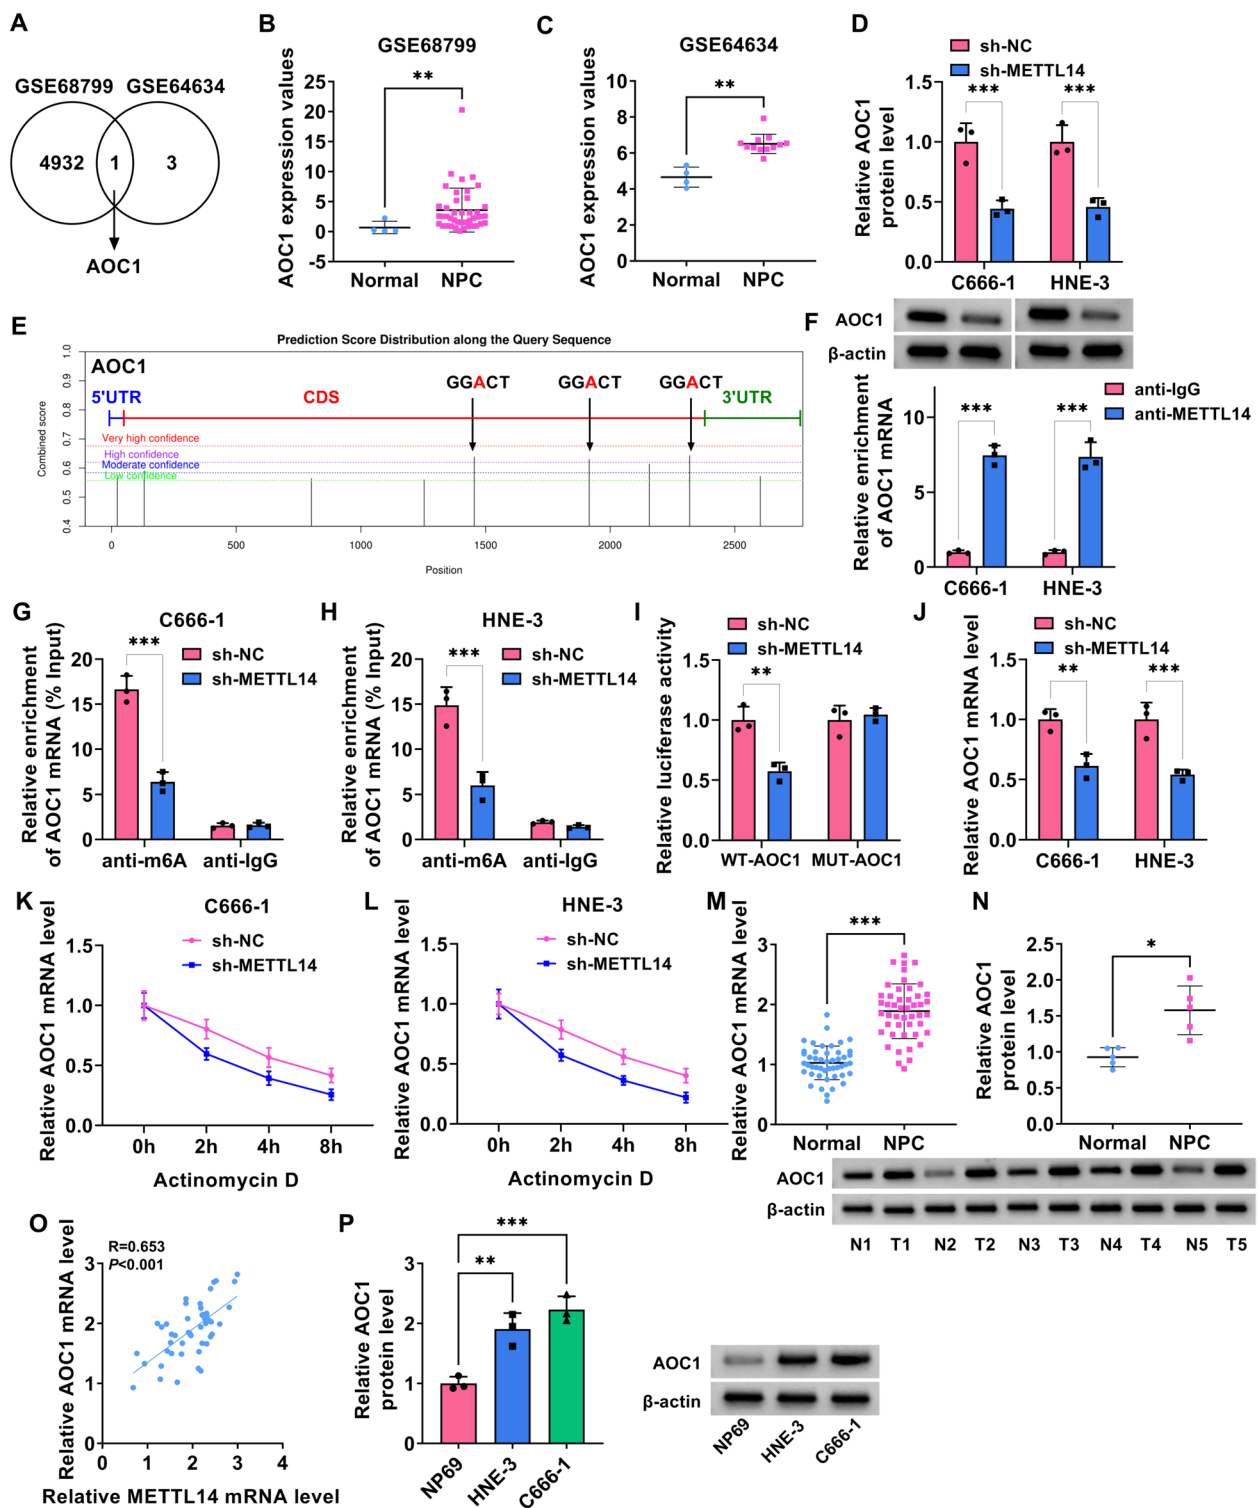 A
GSE68799 GSE64634
4932 1 3
AOC1
B
GSE68799
AOC1 expression values
25
20
15
10
5
0
-5
**
Normal NPC
C
GSE64634
AOC1 expression values
10
8
6
4
2
0
**
Normal NPC
D
sh-NC
sh-METTL14
Relative AOC1
protein level
1.5
1.0
0.5
0.0
*** ***
C666-1 HNE-3
AOC1
β-actin
E
Prediction Score Distribution along the Query Sequence
AOC1
GGACT GGACT GGACT
5'UTR CDS 3'UTR
Very high confidence
High confidence
Moderate confidence
Low confidence
Combined score
1.0
0.9
0.8
0.7
0.6
0.5
0.4
0 500 1000 1500 2000 2500
Position
F
anti-IgG
anti-METTL14
Relative enrichment
of AOC1 mRNA
10
5
0
*** ***
C666-1 HNE-3
G
C666-1
Relative enrichment
of AOC1 mRNA (% Input)
20
15
10
5
0
***
sh-NC
sh-METTL14
anti-m6A anti-IgG
H
HNE-3
Relative enrichment
of AOC1 mRNA (% Input)
20
15
10
5
0
***
sh-NC
sh-METTL14
anti-m6A anti-IgG
I
sh-NC
sh-METTL14
Relative luciferase activity
1.5
1.0
0.5
0.0
**
WT-AOC1 MUT-AOC1
J
sh-NC
sh-METTL14
Relative AOC1 mRNA level
1.5
1.0
0.5
0.0
** ***
C666-1 HNE-3
K
C666-1
Relative AOC1 mRNA level
1.5
1.0
0.5
0.0
sh-NC
sh-METTL14
0h 2h 4h 8h
Actinomycin D
L
HNE-3
Relative AOC1 mRNA level
1.5
1.0
0.5
0.0
sh-NC
sh-METTL14
0h 2h 4h 8h
Actinomycin D
M
Relative AOC1 mRNA level
3
2
1
0
***
Normal NPC
N
Relative AOC1
protein level
2.5
2.0
1.5
1.0
0.5
0.0
*
Normal NPC
AOC1
β-actin
N1 T1 N2 T2 N3 T3 N4 T4 N5 T5
O
R=0.653
P<0.001
Relative AOC1 mRNA level
3
2
1
0
0 1 2 3 4
Relative METTL14 mRNA level
P
Relative AOC1
protein level
3
2
1
0
***
**
NP69 HNE-3 C666-1
AOC1
β-actin
NP69 HNE-3 C666-1